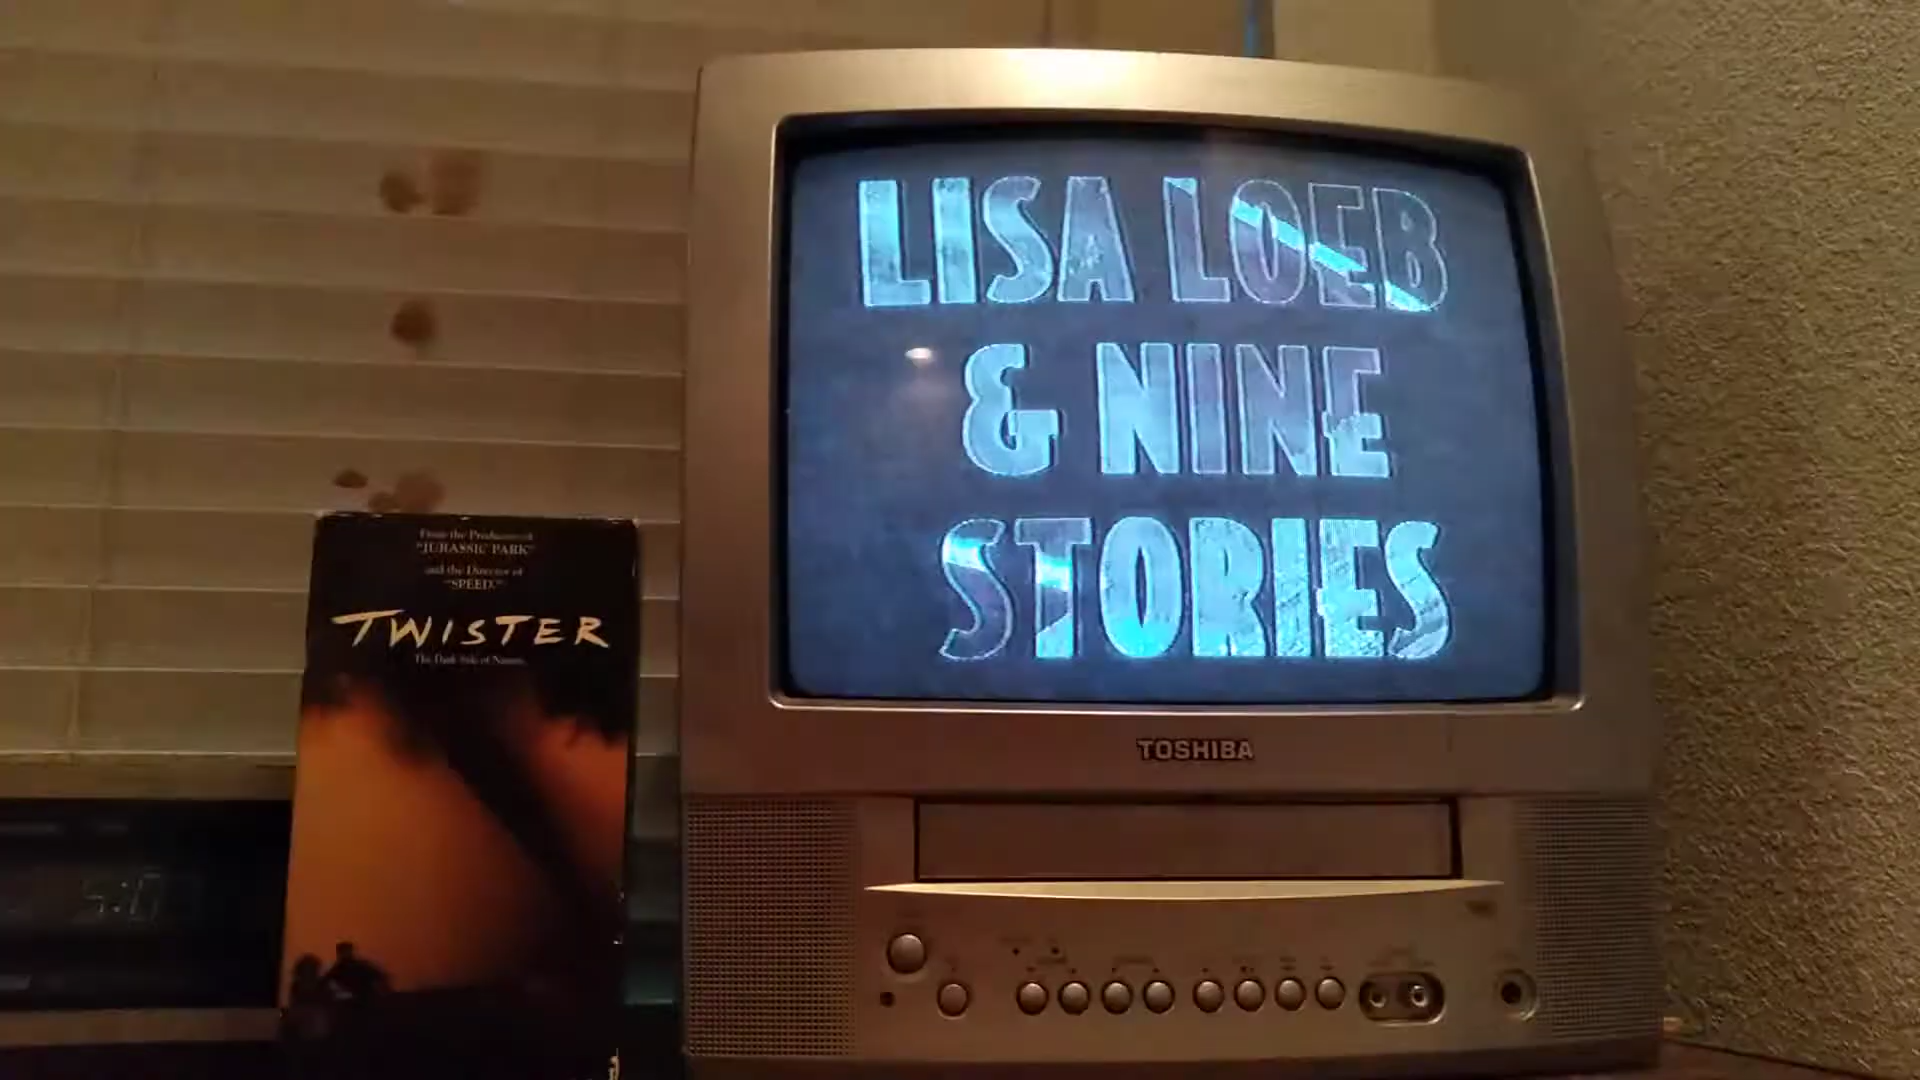 From the Producers of
"JURASSIC PARK"
and the Director of
"SPEED."
TWISTER
The Dark Side of Nature.
LISA LOEB
& NINE
STORIES
TOSHIBA